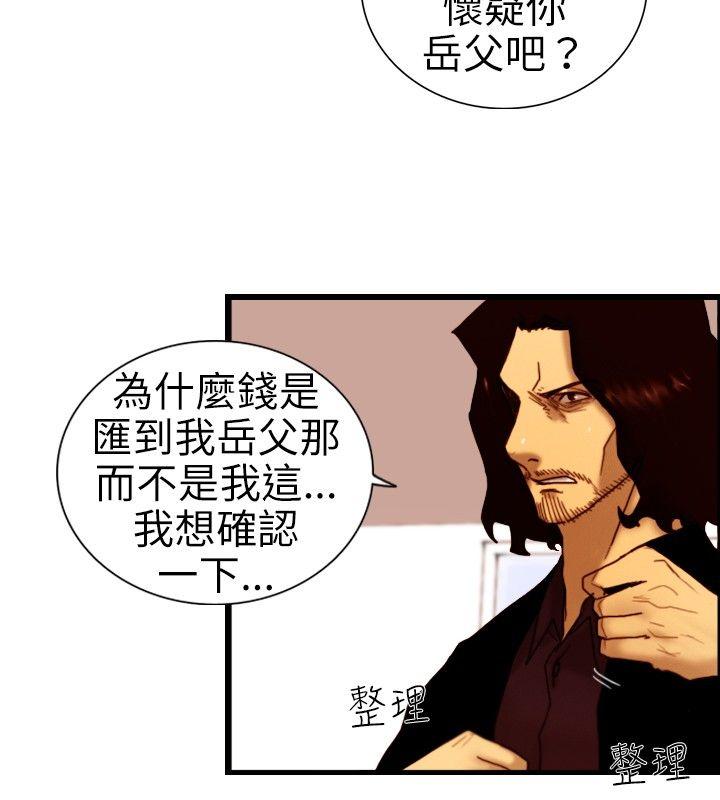 懷疑你
岳父吧？
為什麼錢是
匯到我岳父那
而不是我這…
我想確認
一下…
整理
整理